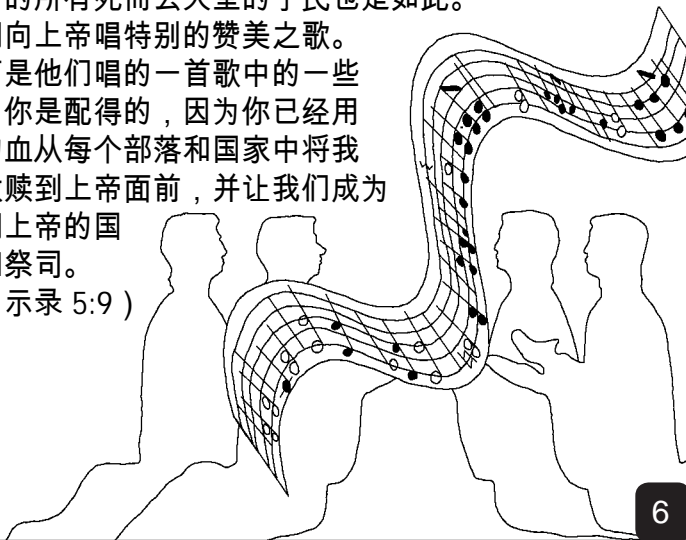 的所有死而去天堂的子民也是如此。
向上帝唱特别的赞美之歌。
是他们唱的一首歌中的一些
你是配得的，因为你已经用
血从每个部落和国家中将我
赎到上帝面前，并让我们成为
上帝的国
祭司。
示录 5:9）
6